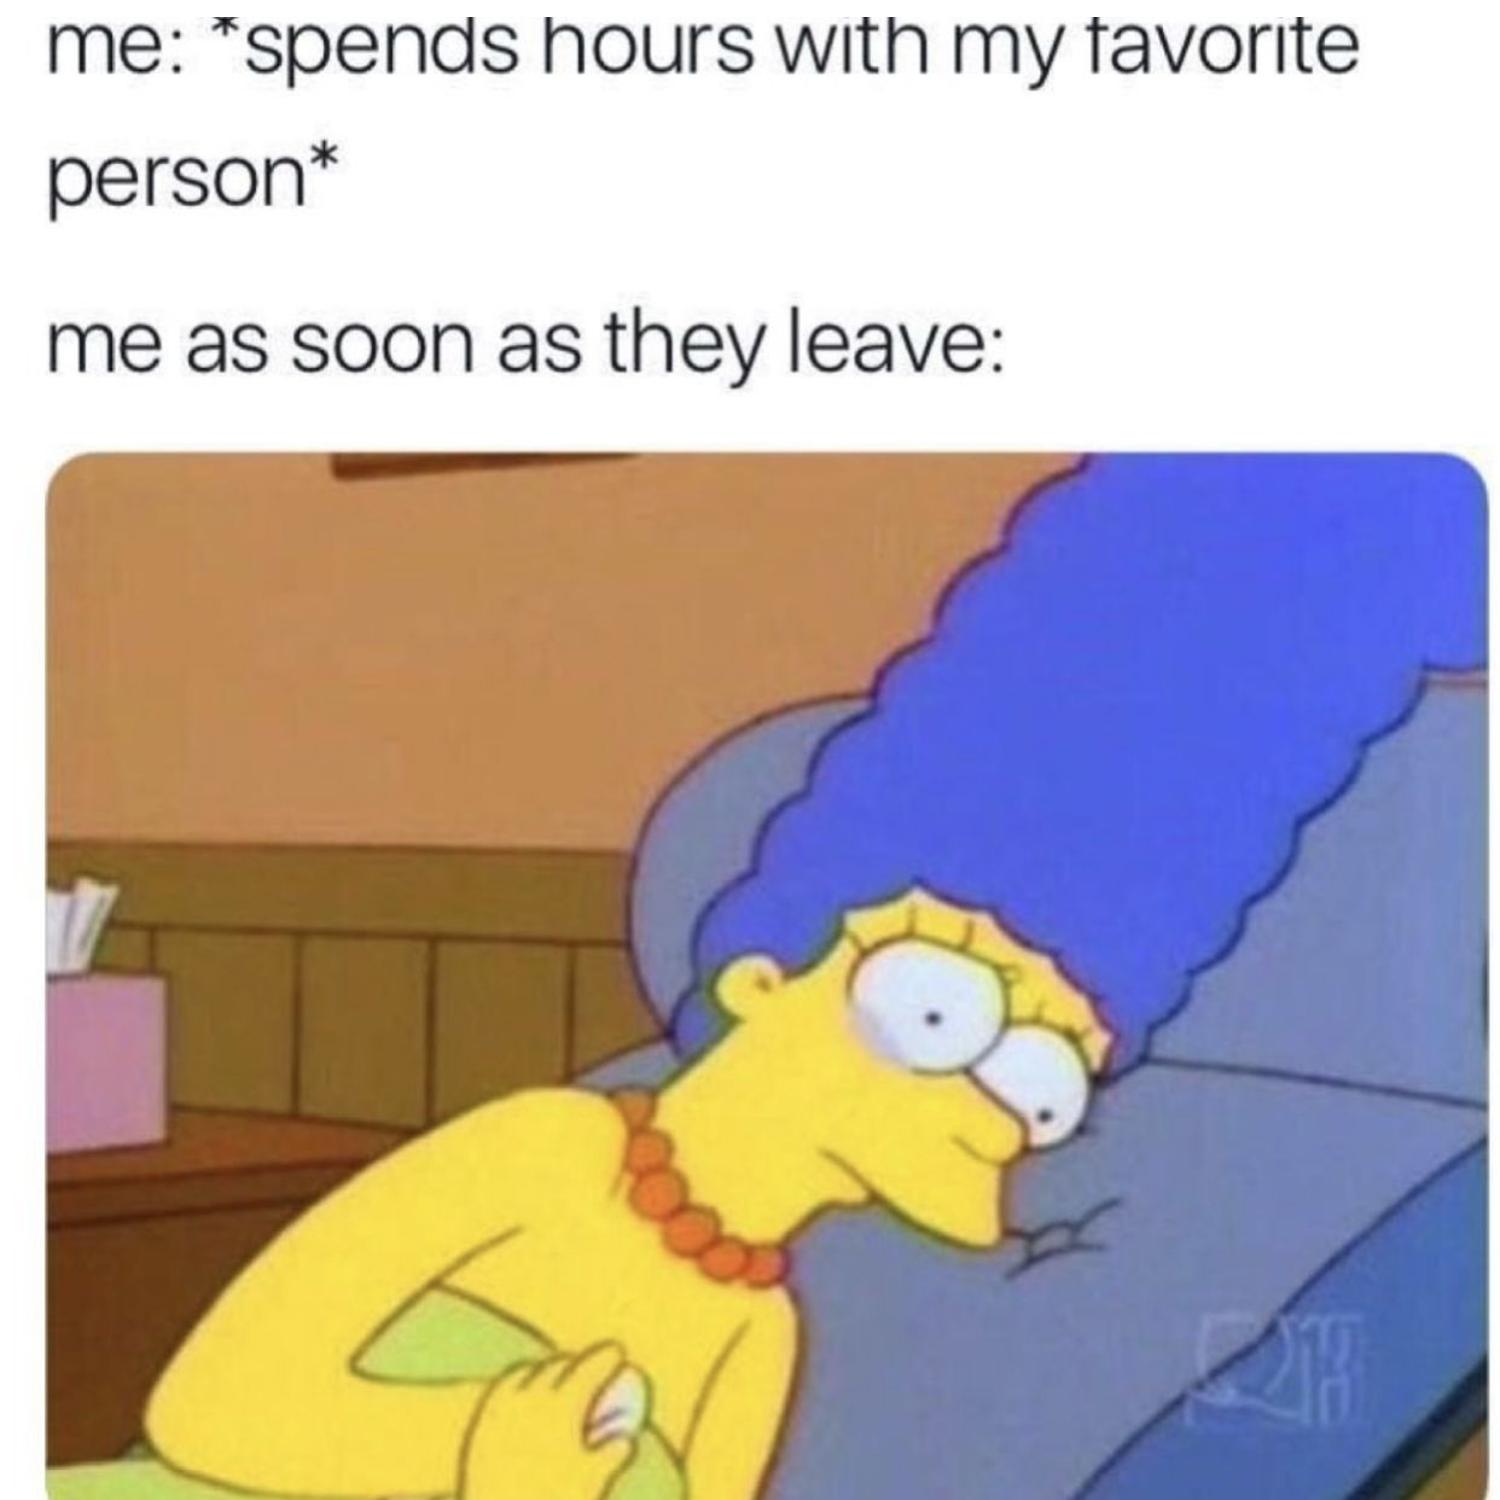 me: *spends hours with my favorite
person*
me as soon as they leave: